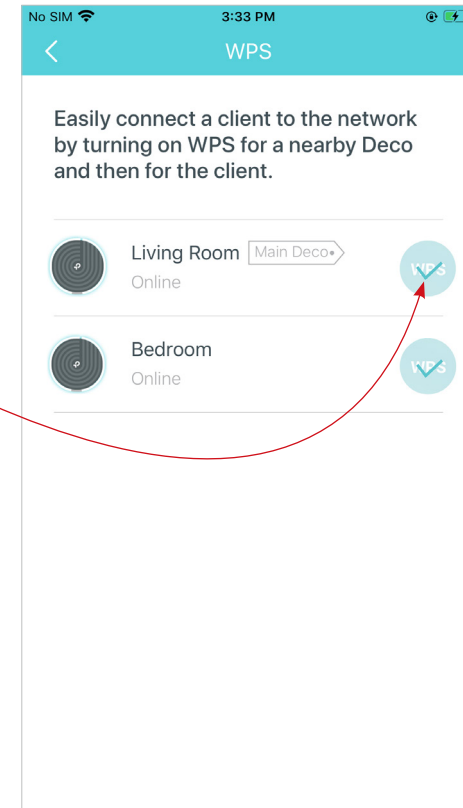 No SIM 3:33 PM
WPS
Easily connect a client to the network
by turning on WPS for a nearby Deco
and then for the client.
Living Room Main Deco
WPS
Online
Bedroom
WPS
Online